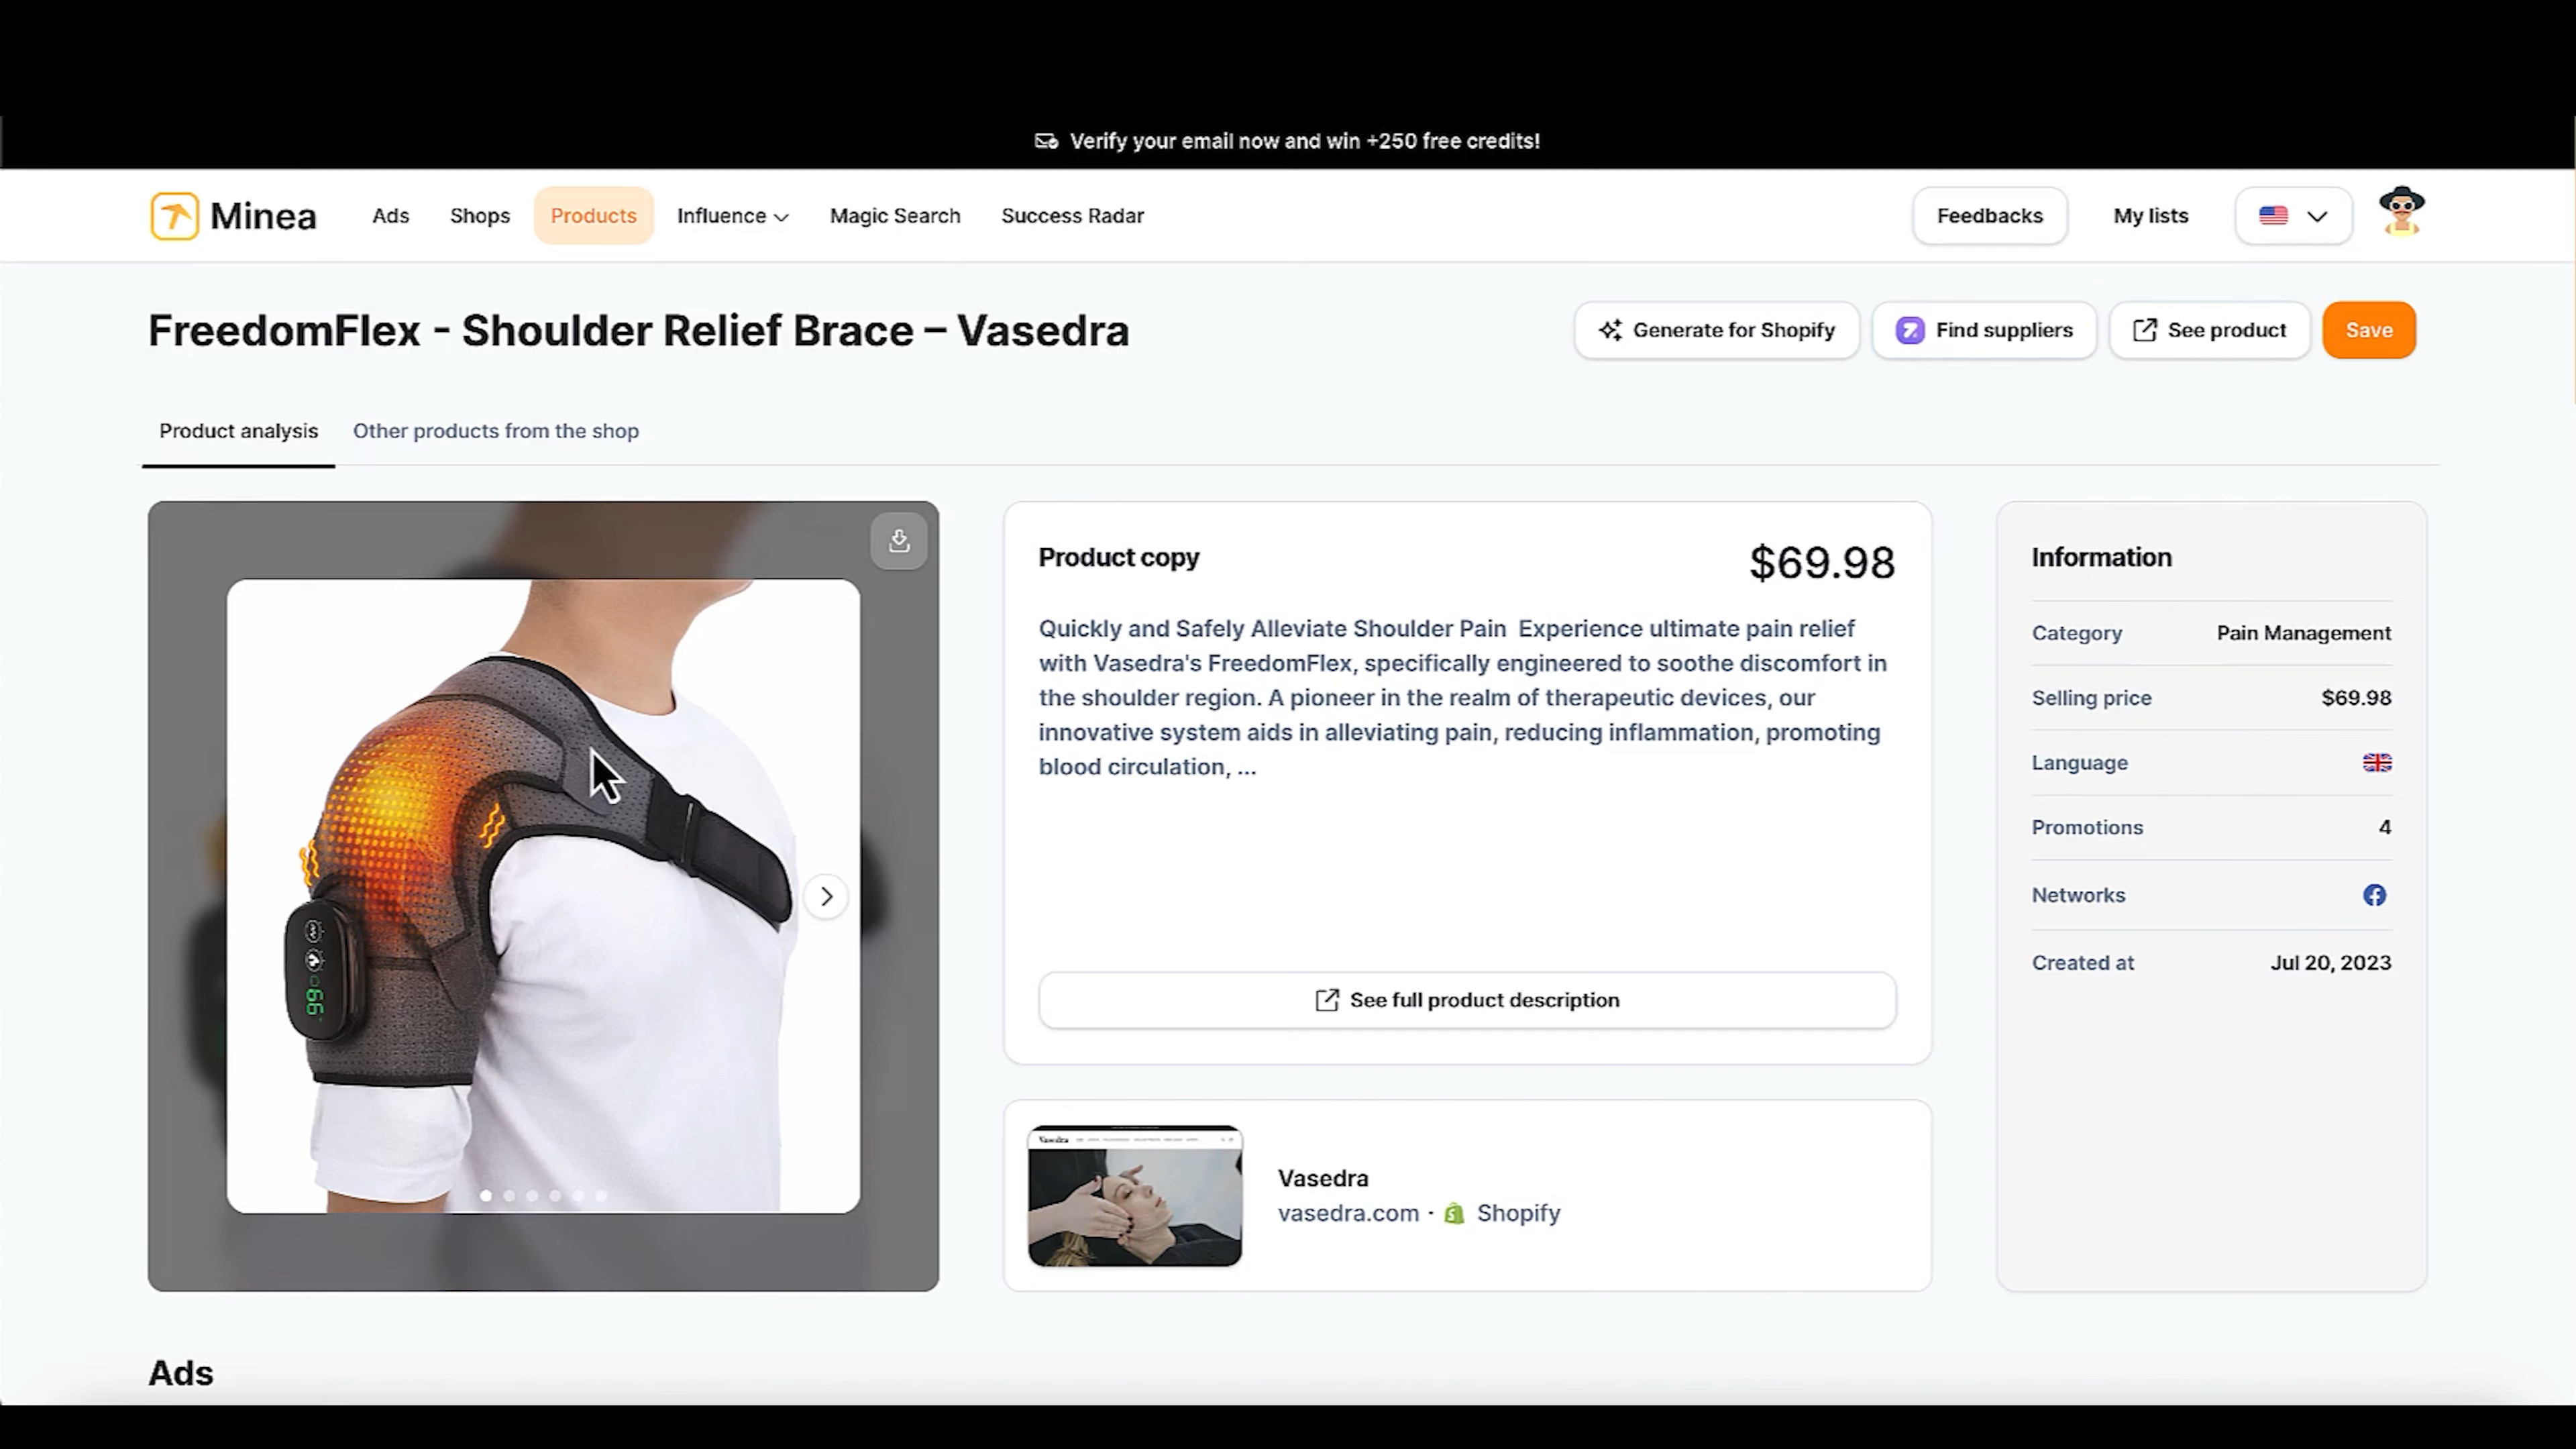 Verify your email now and win +250 free credits!
Minea
Ads
Shops
Products
Influence
Magic Search
Success Radar
Feedbacks
My lists
FreedomFlex - Shoulder Relief Brace – Vasedra
Generate for Shopify
Find suppliers
See product
Save
Product analysis
Other products from the shop
66
Product copy
$69.98
Quickly and Safely Alleviate Shoulder Pain  Experience ultimate pain relief
with Vasedra's FreedomFlex, specifically engineered to soothe discomfort in
the shoulder region. A pioneer in the realm of therapeutic devices, our
innovative system aids in alleviating pain, reducing inflammation, promoting
blood circulation, ...
See full product description
Vasedra
Vasedra
vasedra.com · Shopify
Information
Category Pain Management
Selling price $69.98
Language
Promotions 4
Networks
Created at Jul 20, 2023
Ads